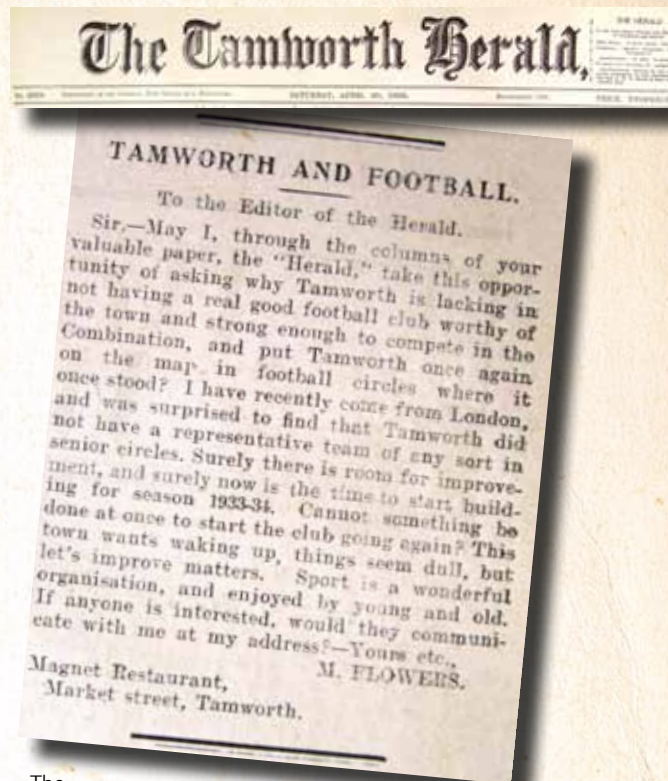 The Tamworth Herald,
SATURDAY, APRIL
TAMWORTH AND FOOTBALL.
To the Editor of the Herald.
Sir,—May I, through the columns of your
valuable paper, the "Herald," take this oppor-
tunity of asking why Tamworth is lacking in
not having a real good football club worthy of
the town and strong enough to compete in the
Combination, and put Tamworth once again
on the map in football circles where it
once stood? I have recently come from London,
and was surprised to find that Tamworth did
not have a representative team of any sort in
senior circles. Surely there is room for improve-
ment, and surely now is the time to start build-
ing for season 1933-34. Cannot something be
done at once to start the club going again? This
town wants waking up, things seem dull, but
let's improve matters. Sport is a wonderful
organisation, and enjoyed by young and old.
If anyone is interested, would they communi-
cate with me at my address?—Yours etc.,
M. FLOWERS.
Magnet Restaurant,
Market street, Tamworth.
The